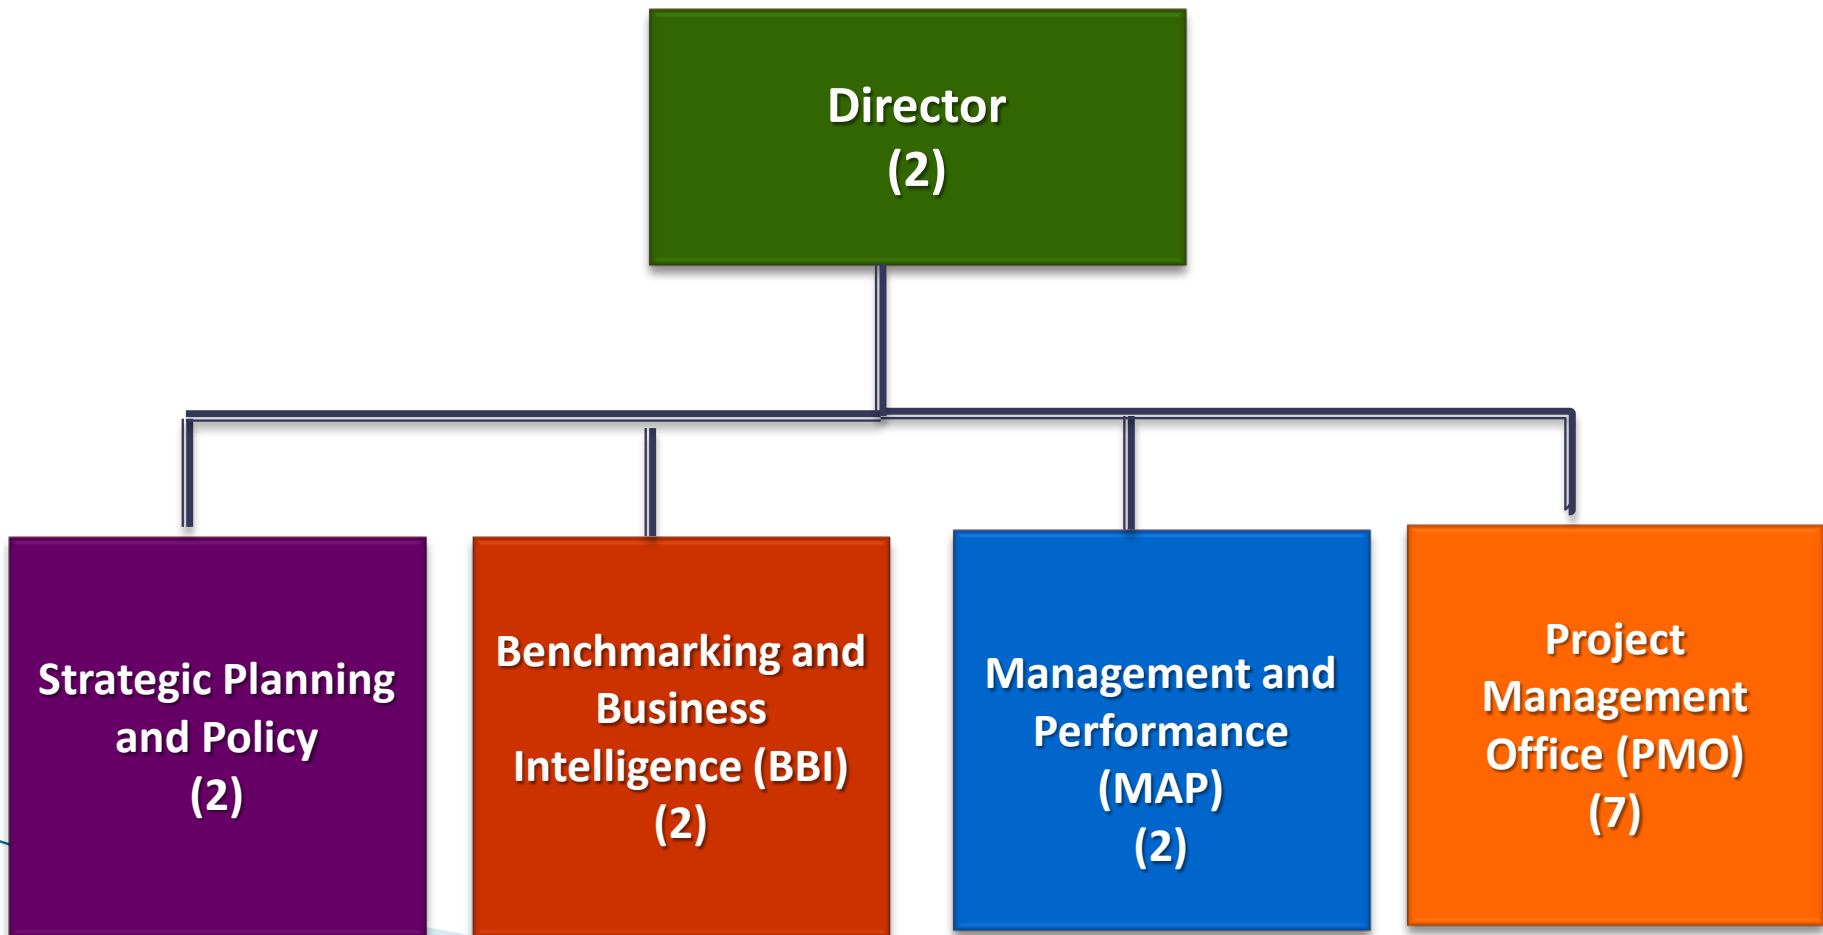 Director
(2)
Strategic Planning
and Policy
(2)
Benchmarking and
Business
Intelligence (BBI)
(2)
Management and
Performance
(MAP)
(2)
Project
Management
Office (PMO)
(7)